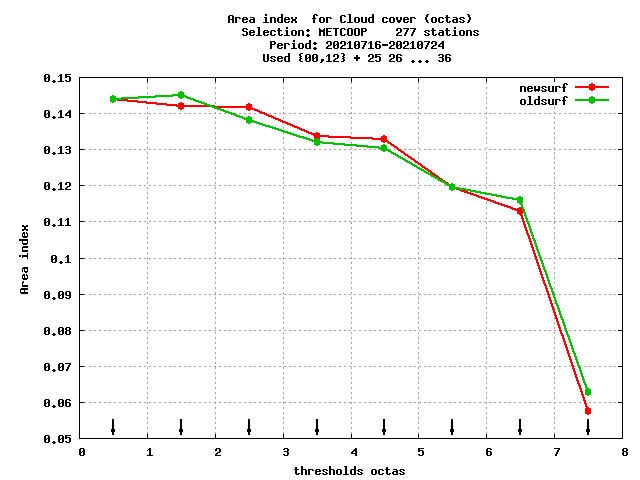 Area index  for Cloud cover (octas)
Selection: METCOOP    277 stations
Period: 20210716-20210724
Used {00,12} + 25 26 ... 36
newsurf
oldsurf
0.15
0.14
0.13
0.12
0.11
0.1
0.09
0.08
0.07
0.06
0.05
Area index
0 1 2 3 4 5 6 7 8
thresholds octas